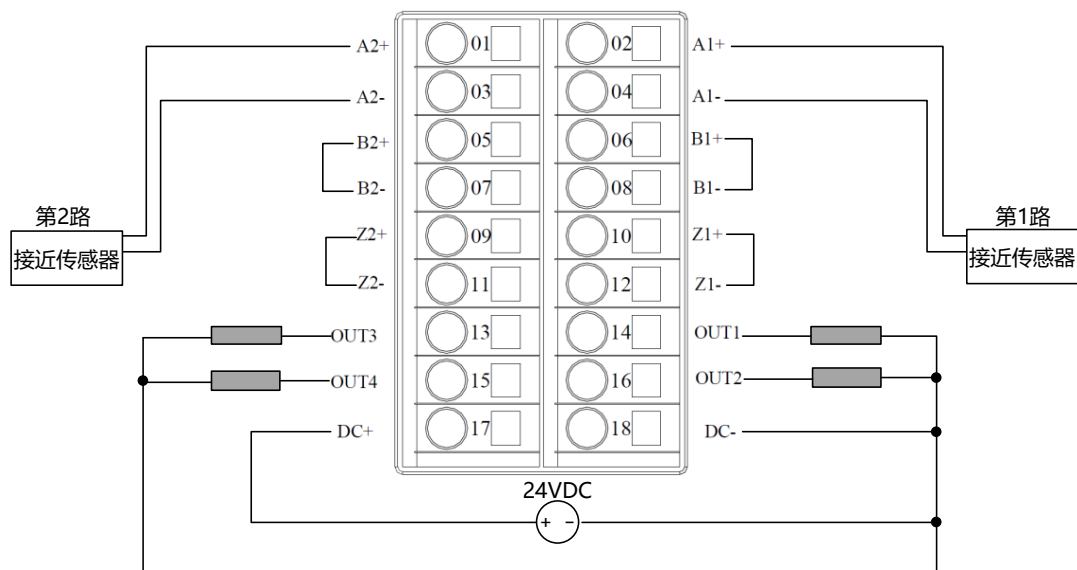 A2+ 01 02 A1+
A2- 03 04 A1-
B2+ 05 06 B1+
B2- 07 08 B1-
第2路
接近传感器
Z2+ 09 10 Z1+
Z2- 11 12 Z1-
第1路
接近传感器
OUT3 13 14 OUT1
OUT4 15 16 OUT2
DC+ 17 18 DC-
24VDC
+ -